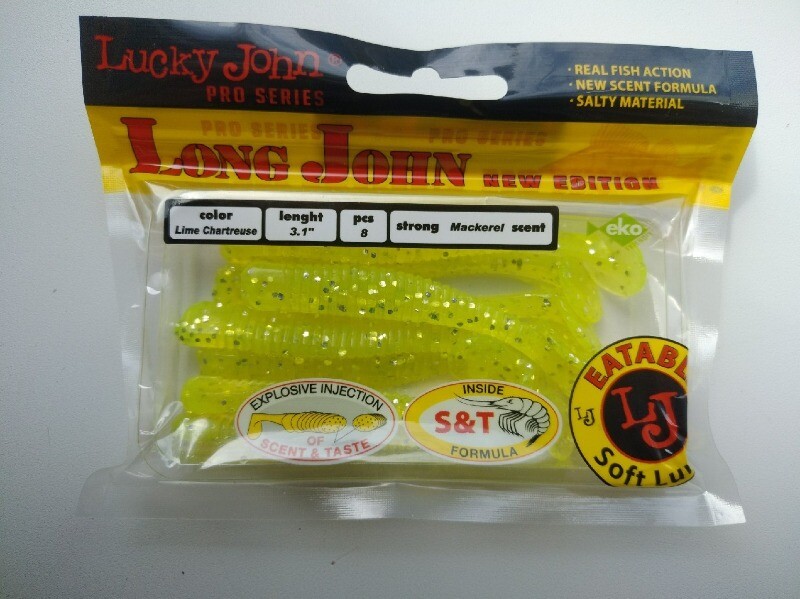 Lucky John®
PRO SERIES
· REAL FISH ACTION
· NEW SCENT FORMULA
· SALTY MATERIAL
PRO SERIES PRO SERIES
LONG JOHN NEW EDITION
color
Lime Chartreuse
lenght
3.1"
pcs
8
strong Mackerel scent
eko
EXPLOSIVE INJECTION
OF
SCENT & TASTE
INSIDE
S&T
FORMULA
EATABL
LJ
LJ
Soft Lu